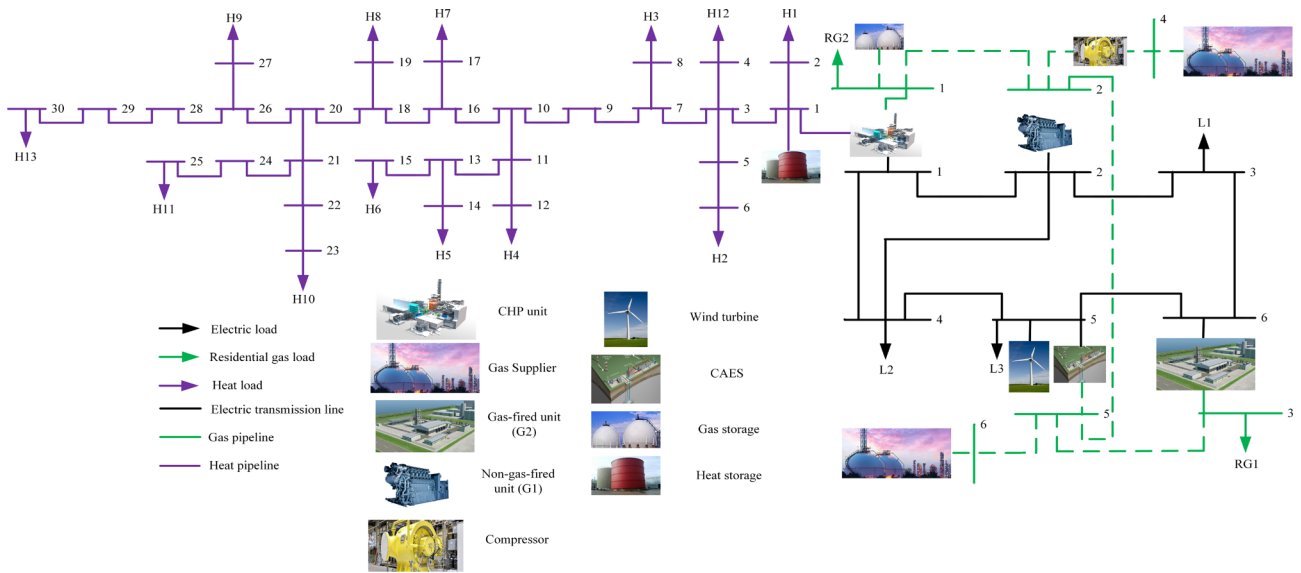 H9 H8 H7 H3 H12 H1 RG2 4
27 19 17 8 4 2 1 2
30 29 28 26 20 18 16 10 9 7 3 1
H13 25 24 21 15 13 11 5
H11 H6 14 12 6
22
23 H5 H4 H2
H10
L1
1 2 3
4 5 6
L2 L3
6 5 3
RG1
Electric load
Residential gas load
Heat load
Electric transmission line
Gas pipeline
Heat pipeline
CHP unit
Gas Supplier
Gas-fired unit
(G2)
Non-gas-fired
unit (G1)
Compressor
Wind turbine
CAES
Gas storage
Heat storage